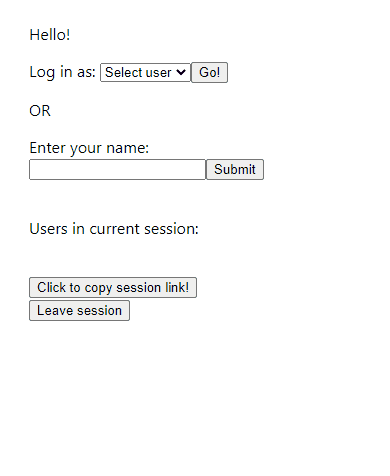 Hello!
Log in as: Select user Go!
OR
Enter your name:
Submit
Users in current session:
Click to copy session link!
Leave session